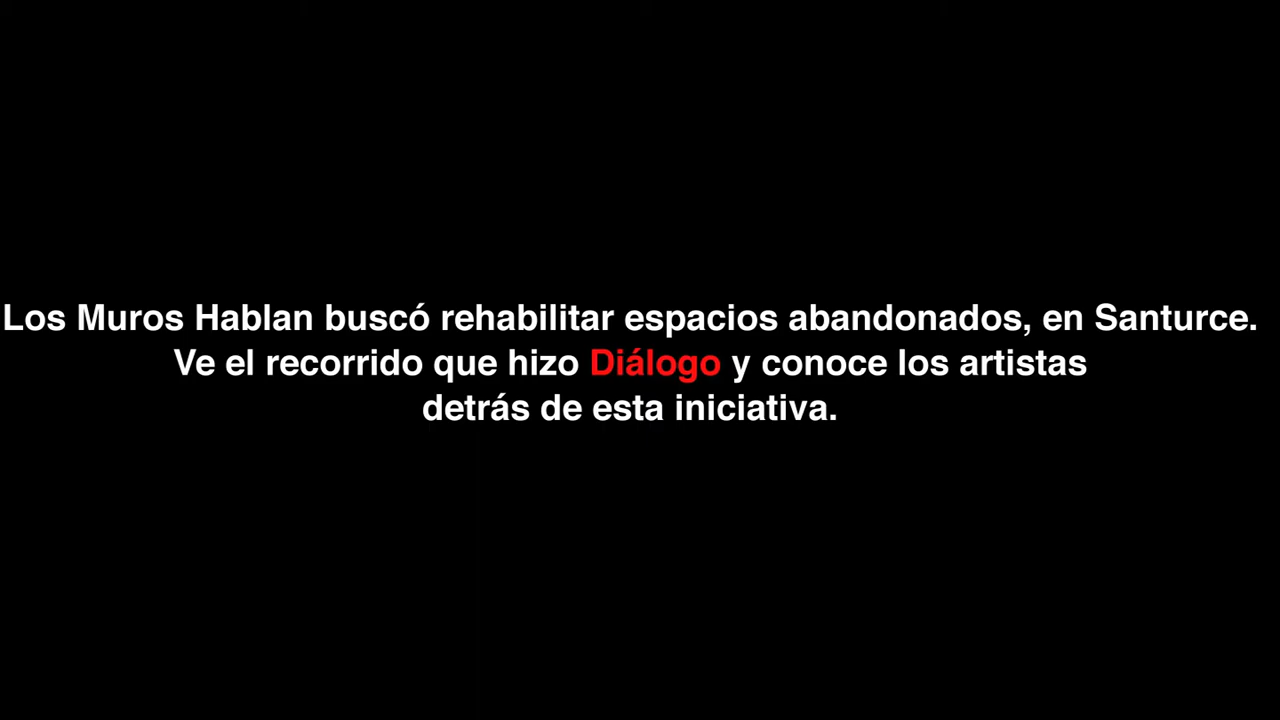 Los Muros Hablan buscó rehabilitar espacios abandonados, en Santurce.
Ve el recorrido que hizo Diálogo y conoce los artistas
detrás de esta iniciativa.